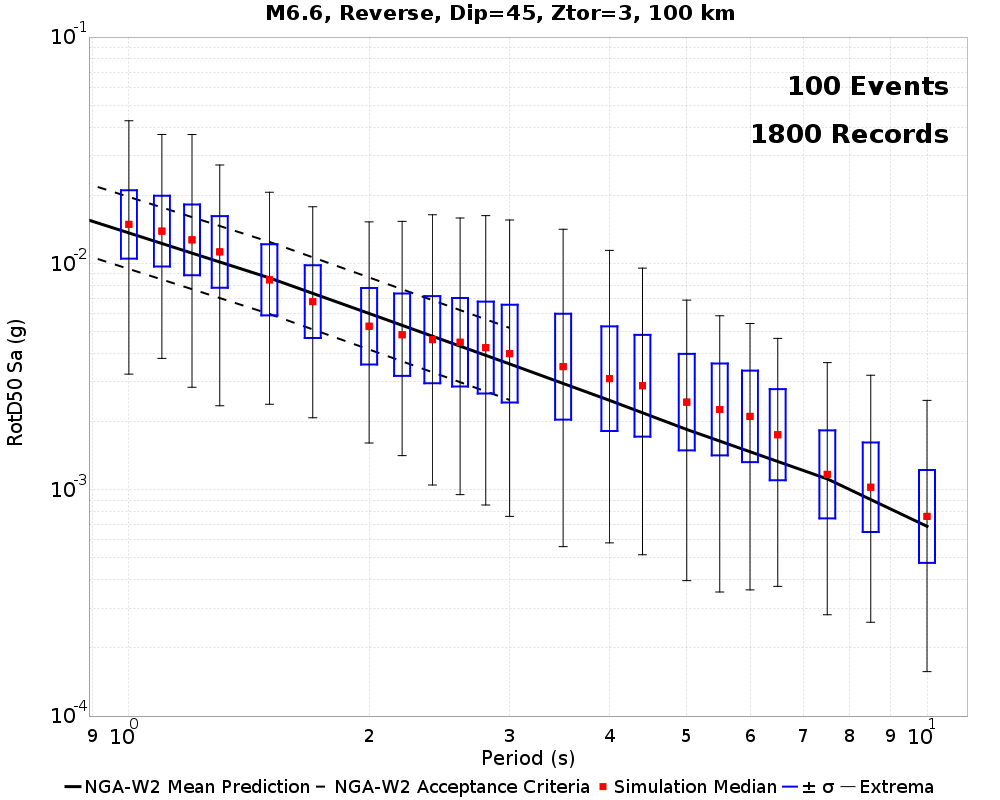 M6.6, Reverse, Dip=45, Ztor=3, 100 km
100 Events
1800 Records
10-1
10-2
10-3
10-4
RotD50 Sa (g)
9 100 2 3 4 5 6 7 8 9 101
Period (s)
NGA-W2 Mean Prediction NGA-W2 Acceptance Criteria Simulation Median ± σ Extrema